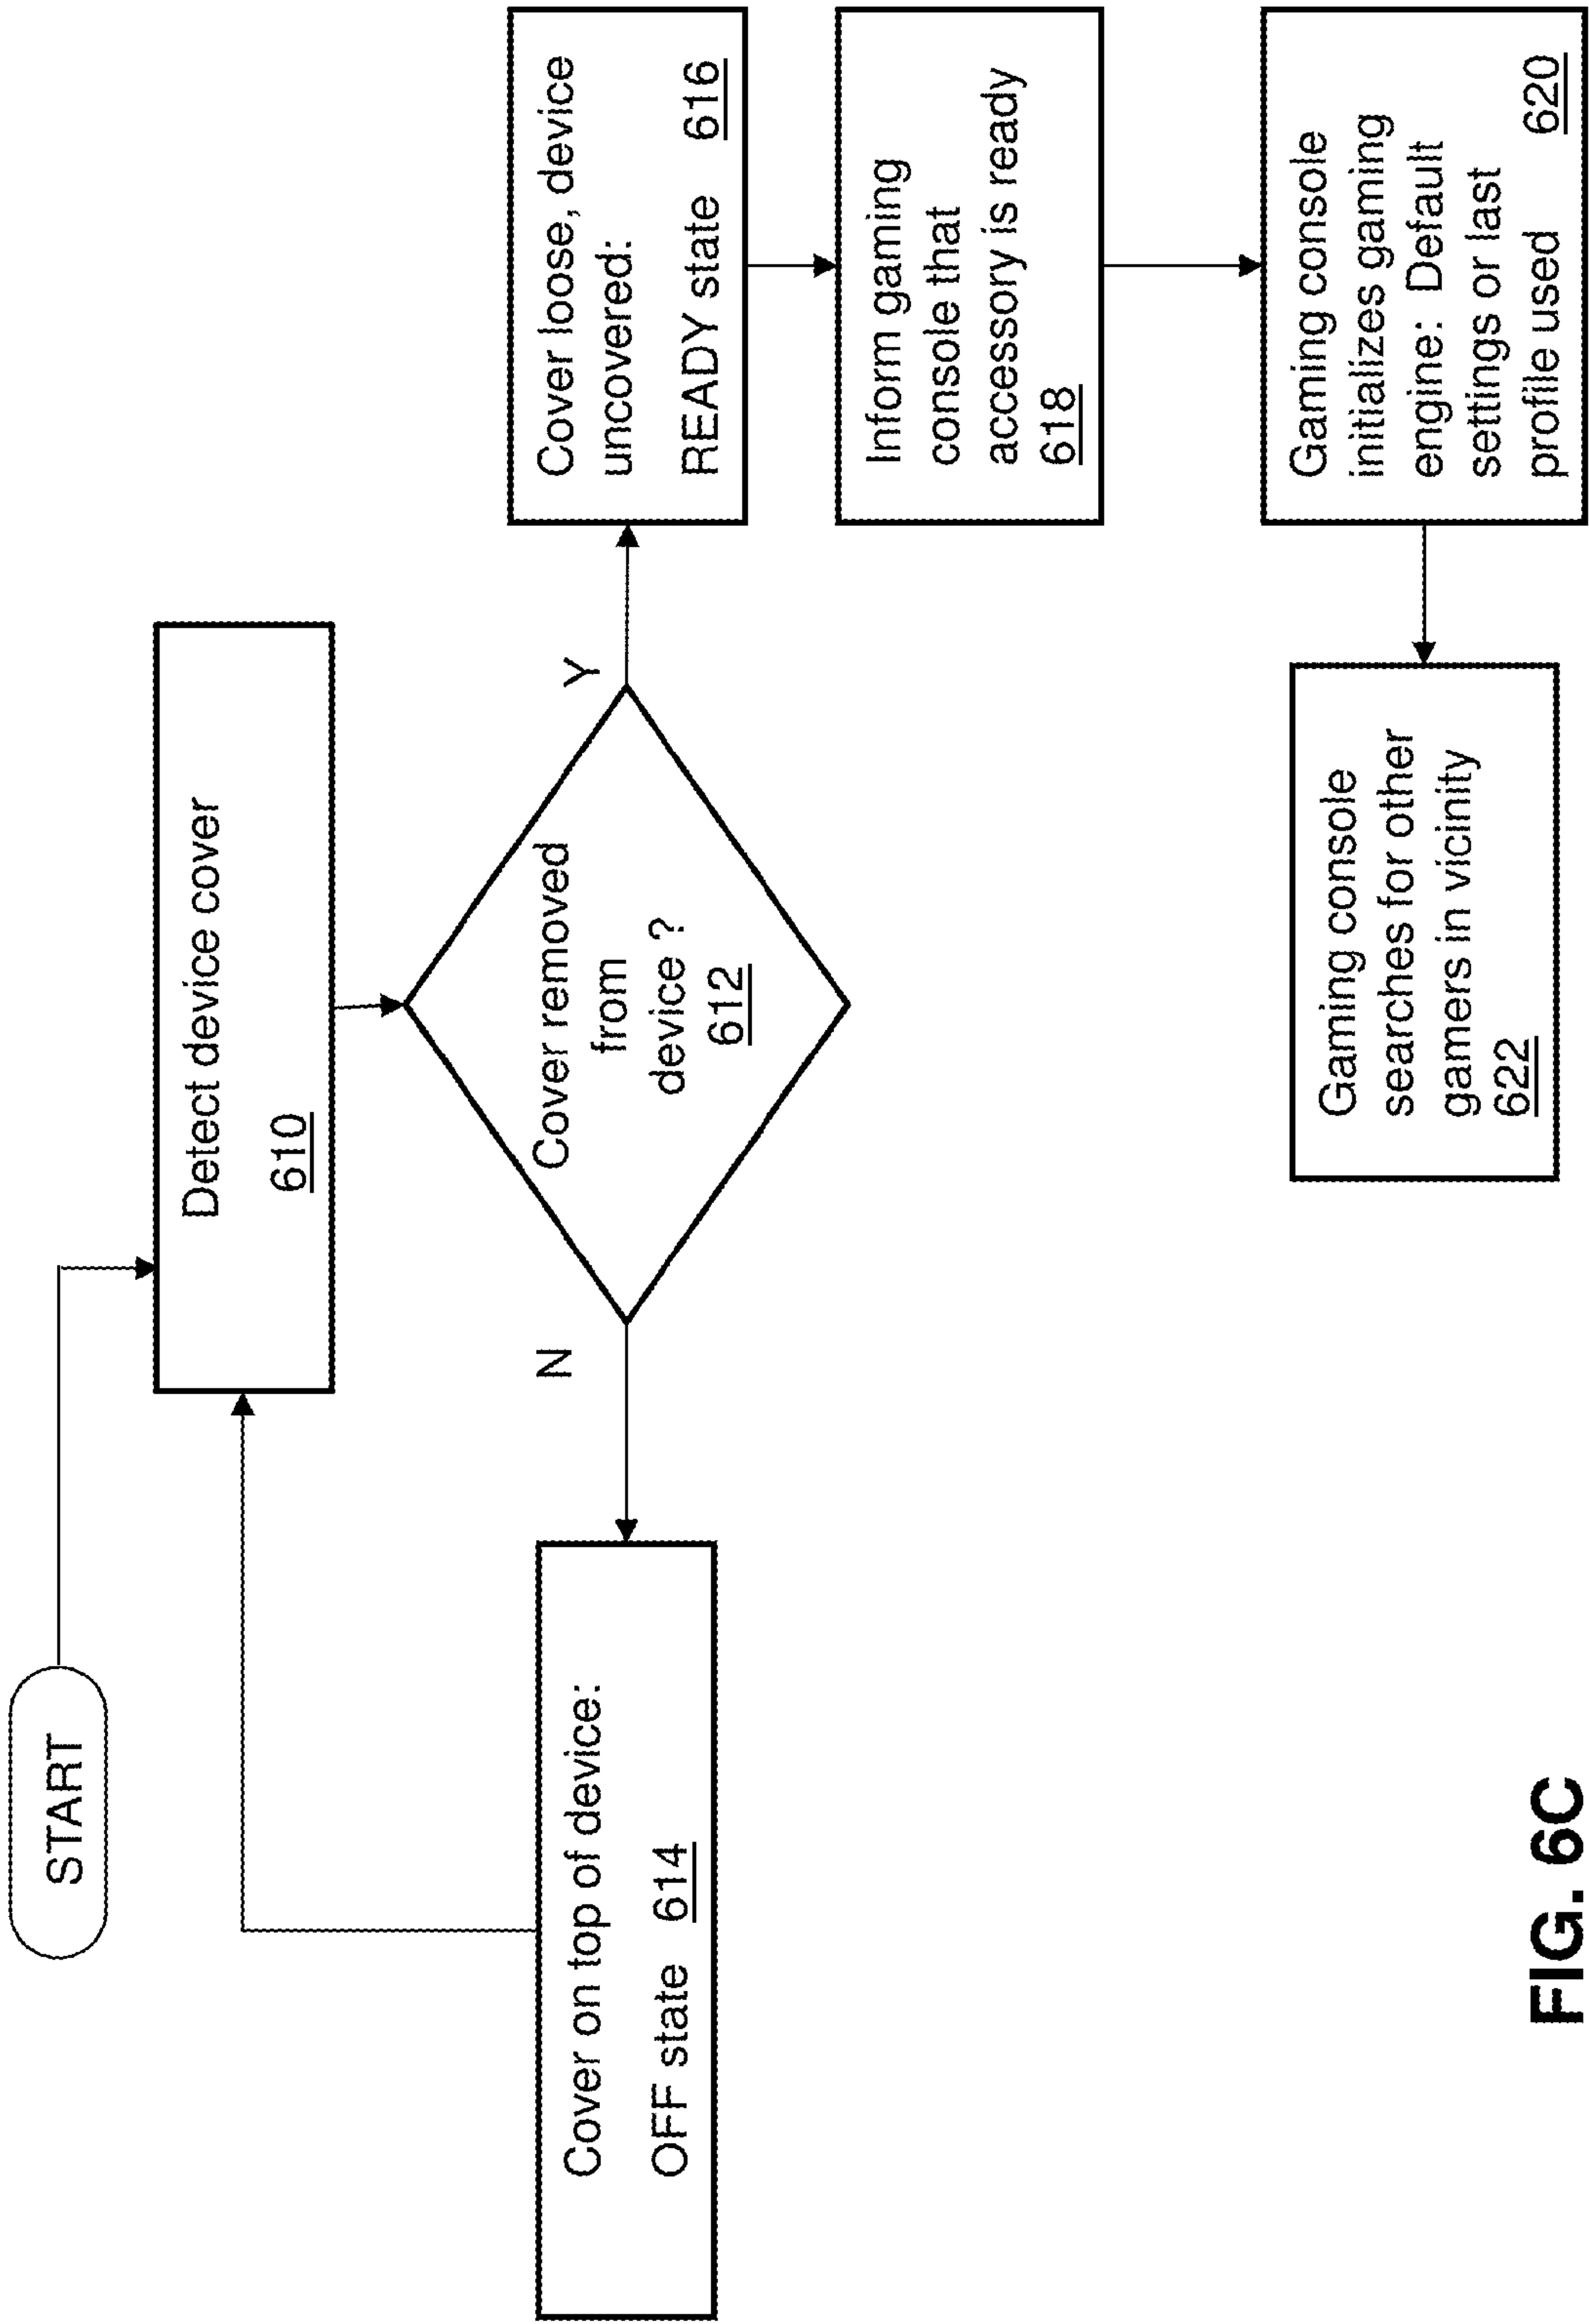 START
Detect device cover
610
Cover removed
from
device ?
612
N
Y
Cover on top of device:
OFF state 614
Cover loose, device
uncovered:
READY state 616
Inform gaming
console that
accessory is ready
618
Gaming console
initializes gaming
engine: Default
settings or last
profile used 620
Gaming console
searches for other
gamers in vicinity
622
FIG. 6C